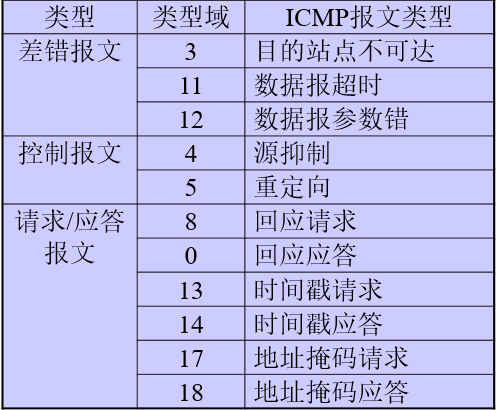 类型 类型域 ICMP报文类型
差错报文 3 目的站点不可达
11 数据报超时
12 数据报参数错
控制报文 4 源抑制
5 重定向
请求/应答 8 回应请求
报文 0 回应应答
13 时间戳请求
14 时间戳应答
17 地址掩码请求
18 地址掩码应答